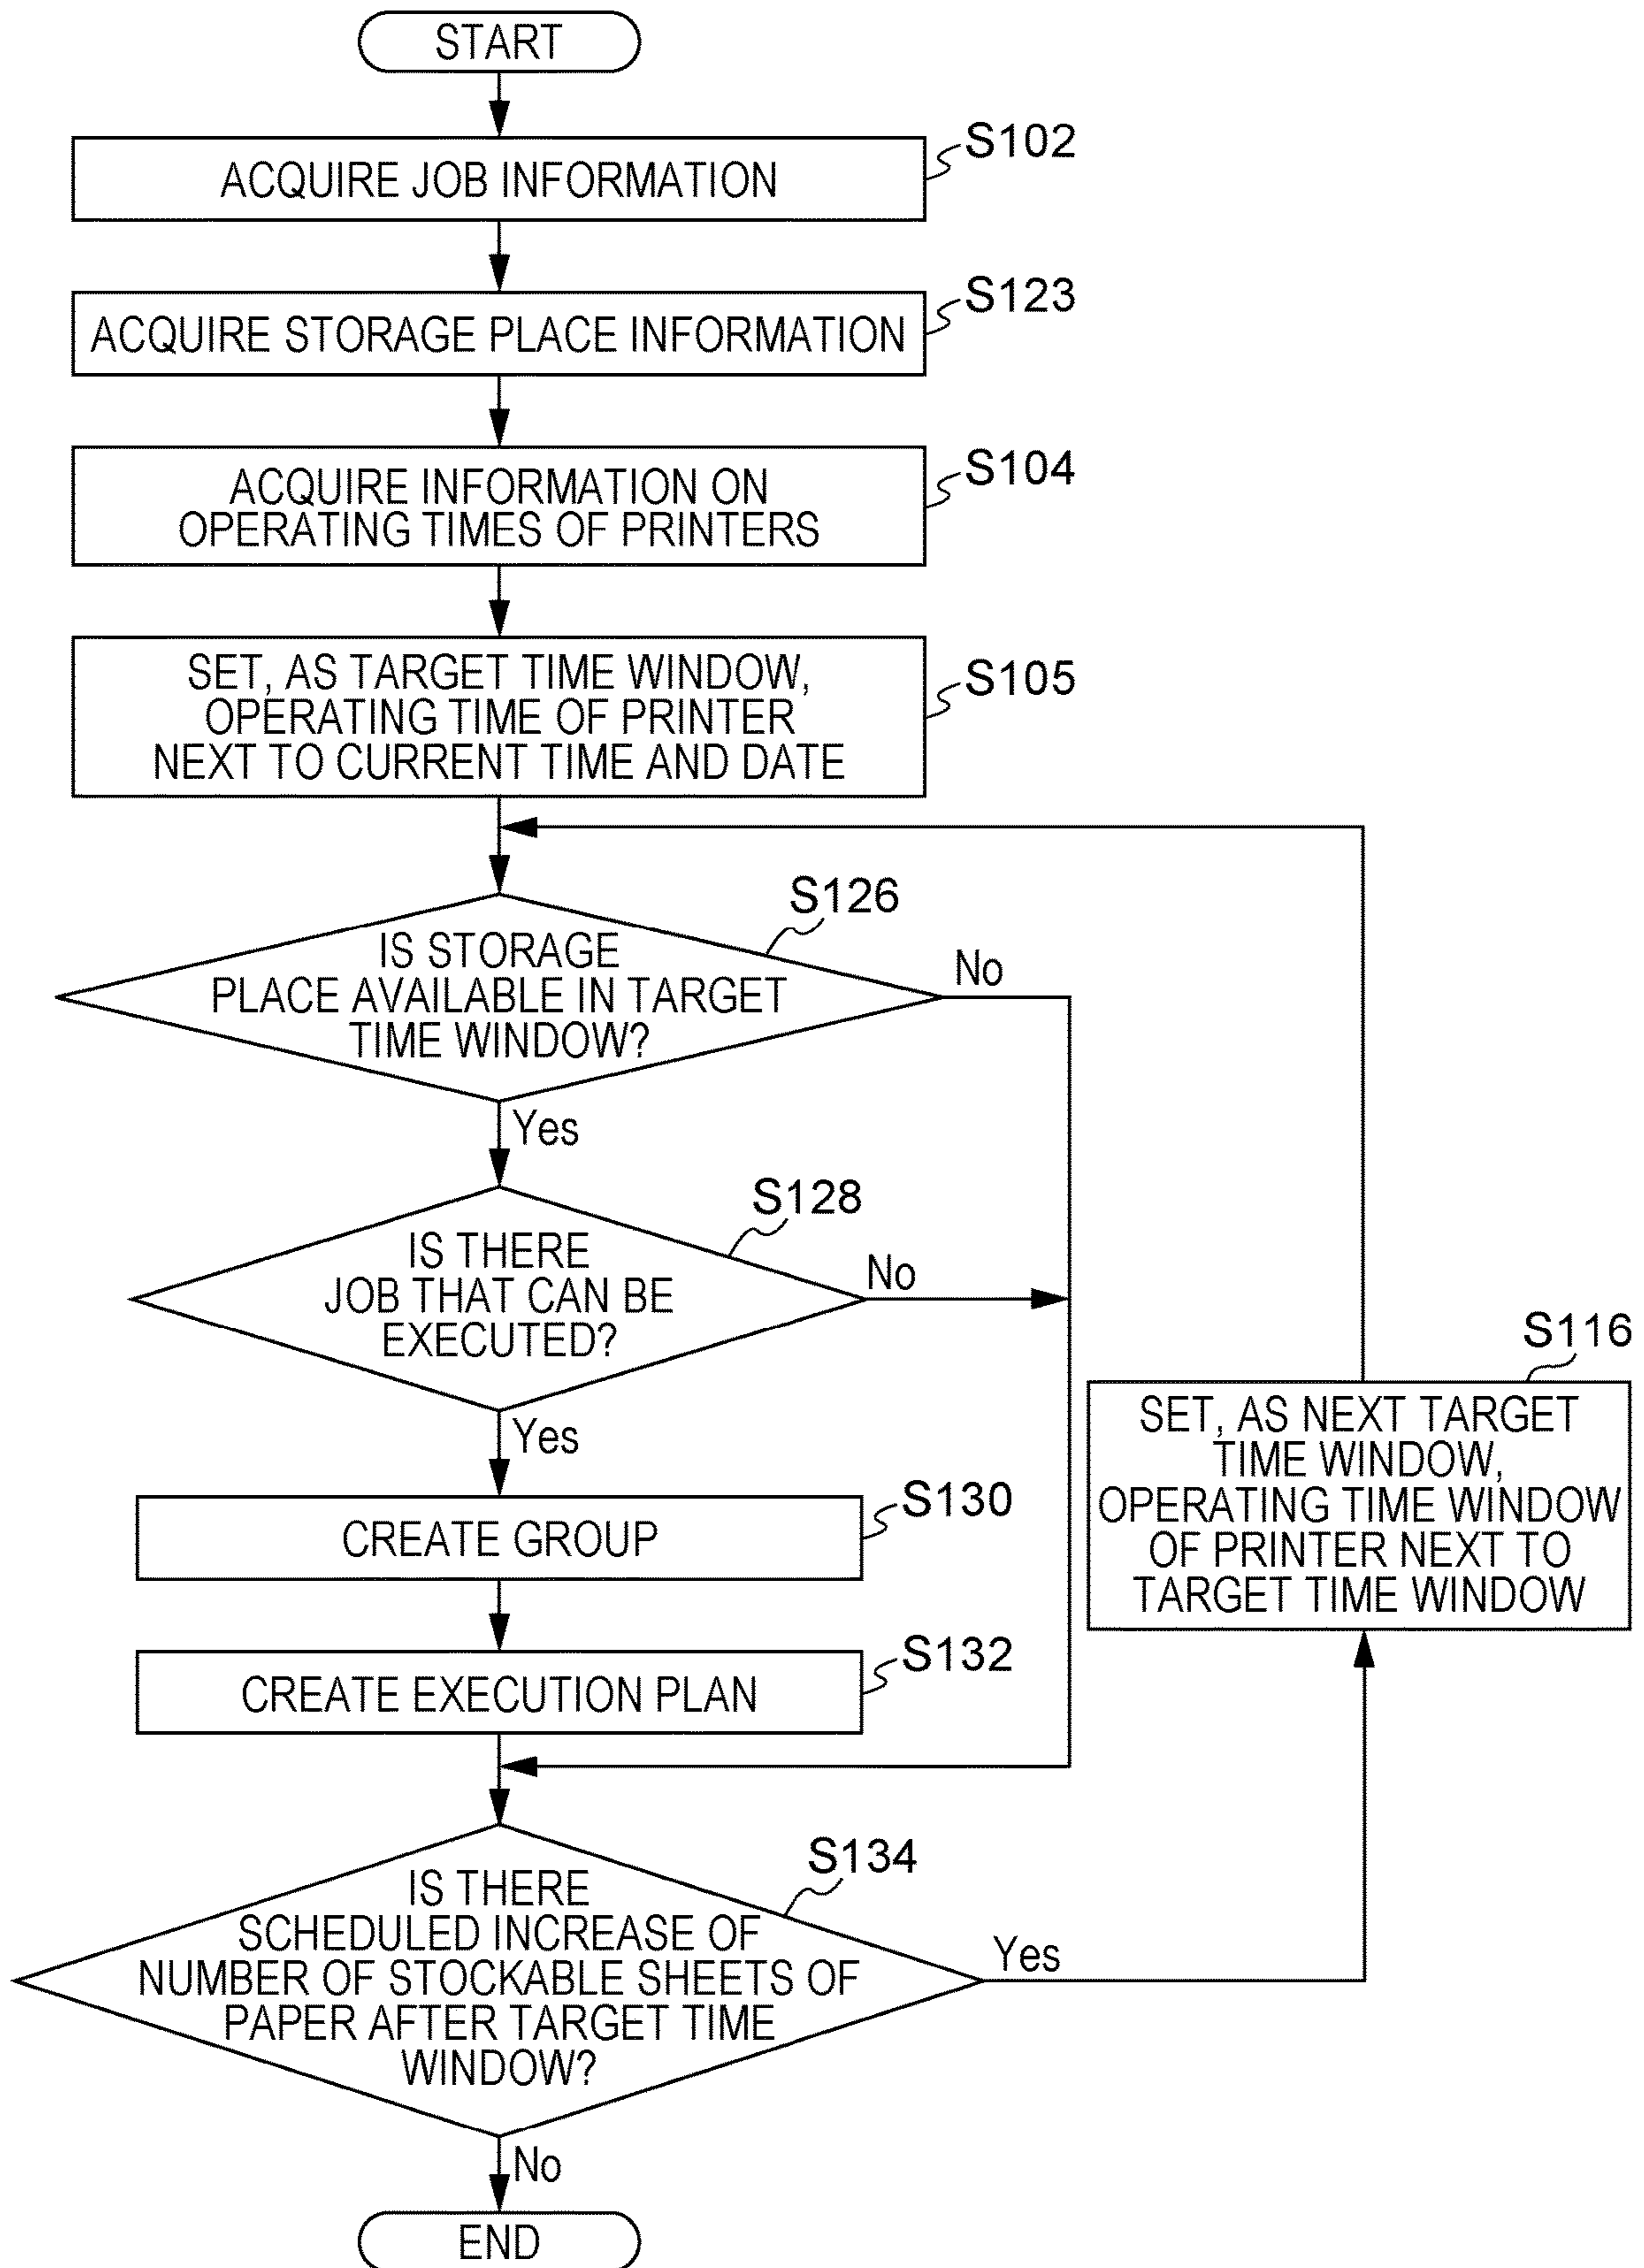 START
ACQUIRE JOB INFORMATION
S102
ACQUIRE STORAGE PLACE INFORMATION
S123
ACQUIRE INFORMATION ON
OPERATING TIMES OF PRINTERS
S104
SET, AS TARGET TIME WINDOW,
OPERATING TIME OF PRINTER
NEXT TO CURRENT TIME AND DATE
S105
IS STORAGE
PLACE AVAILABLE IN TARGET
TIME WINDOW?
S126
No
Yes
IS THERE
JOB THAT CAN BE
EXECUTED?
S128
No
Yes
CREATE GROUP
S130
CREATE EXECUTION PLAN
S132
IS THERE
SCHEDULED INCREASE OF
NUMBER OF STOCKABLE SHEETS OF
PAPER AFTER TARGET TIME
WINDOW?
S134
Yes
S116
SET, AS NEXT TARGET
TIME WINDOW,
OPERATING TIME WINDOW
OF PRINTER NEXT TO
TARGET TIME WINDOW
No
END